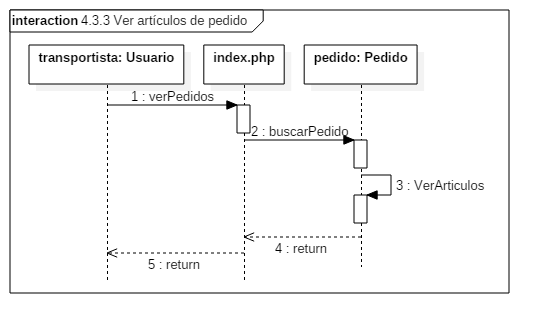 interaction 4.3.3 Ver artículos de pedido
transportista: Usuario
index.php
pedido: Pedido
1 : verPedidos
2 : buscarPedido
3 : VerArticulos
4 : return
5 : return